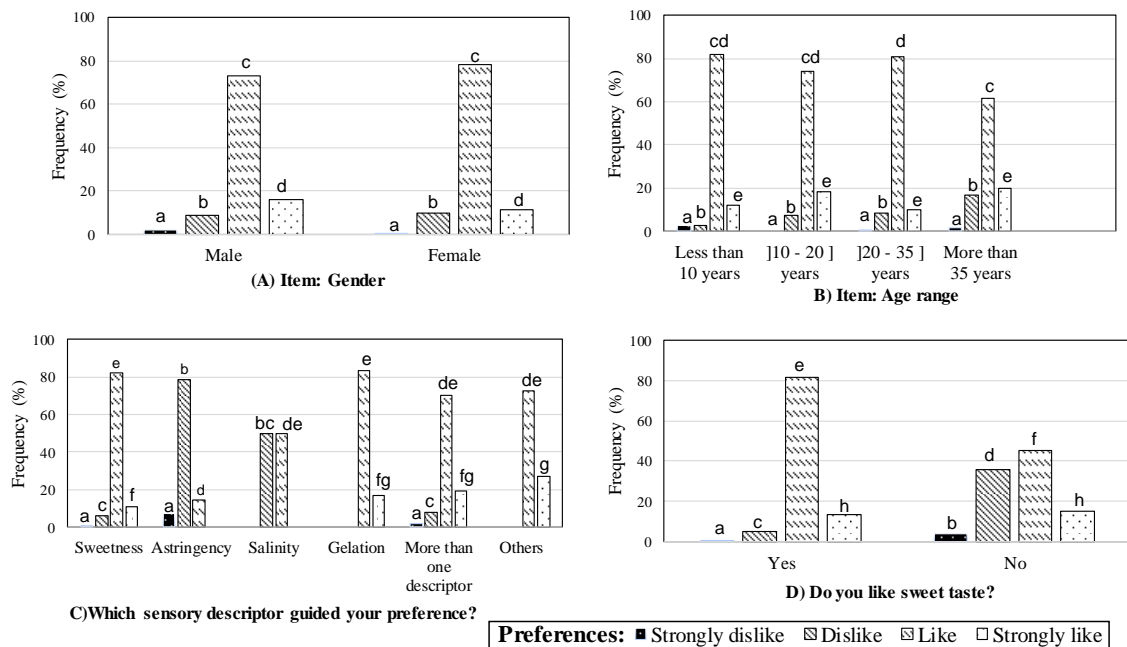 100
80
60
40
20
0
Frequency (%)
a b c d
a b c d
Male Female
(A) Item: Gender
100
80
60
40
20
0
Frequency (%)
a b cd e
a b cd e
a b d e
a b c e
Less than 10 years
]10 - 20 ] years
]20 - 35 ] years
More than 35 years
B) Item: Age range
100
80
60
40
20
0
Frequency (%)
a c e f
a b d
bc de
e fg
a c de fg
de g
Sweetness Astringency Salinity Gelation More than one descriptor Others
C)Which sensory descriptor guided your preference?
100
80
60
40
20
0
Frequency (%)
a c e h
b d f h
Yes No
D) Do you like sweet taste?
Preferences: Strongly dislike Dislike Like Strongly like